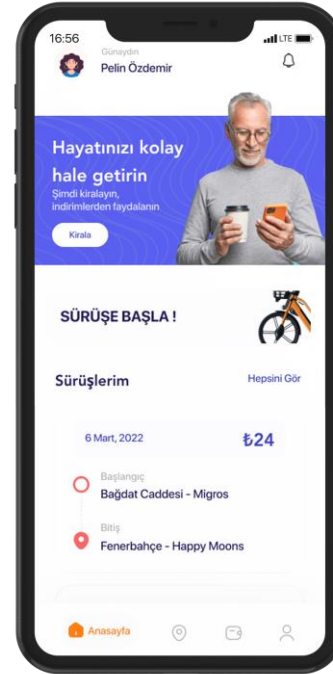 16:56
LTE
Günaydın
Pelin Özdemir
Hayatınızı kolay
hale getirin
Şimdi kiralayın,
indirimlerden faydalanın
Kirala
SÜRÜŞE BAŞLA !
Sürüşlerim
Hepsini Gör
6 Mart, 2022
₺24
Başlangıç
Bağdat Caddesi - Migros
Bitiş
Fenerbahçe - Happy Moons
Anasayfa